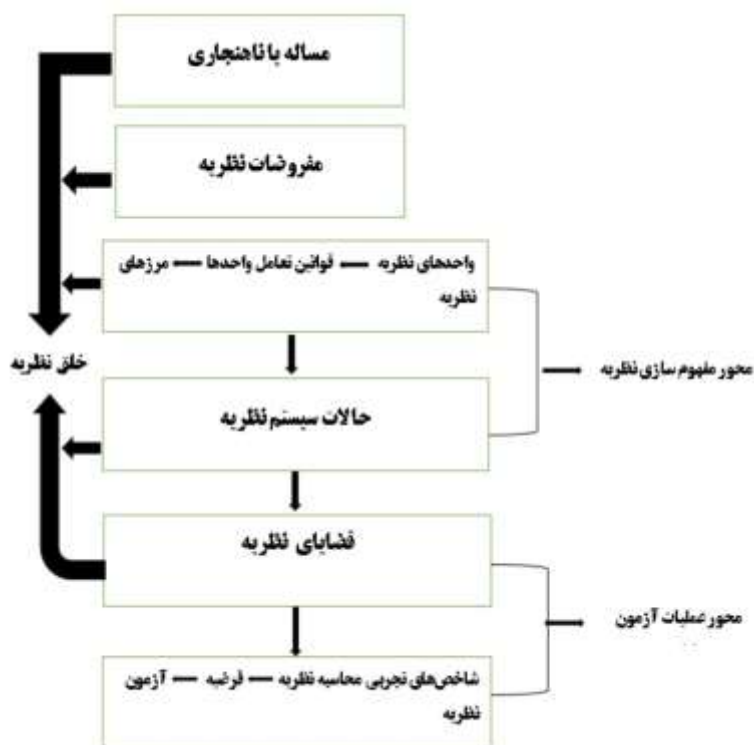 مساله یا ناهنجاری
مفروضات نظریه
واحدهای نظریه — قوانین تعامل واحدها — مرزهای
نظریه
خلق نظریه
محور مفهوم سازی نظریه
حالات سیستم نظریه
قضایای نظریه
محور عملیات آزمون
شاخص‌های تجربی محاسبه نظریه — فرضیه — آزمون
نظریه